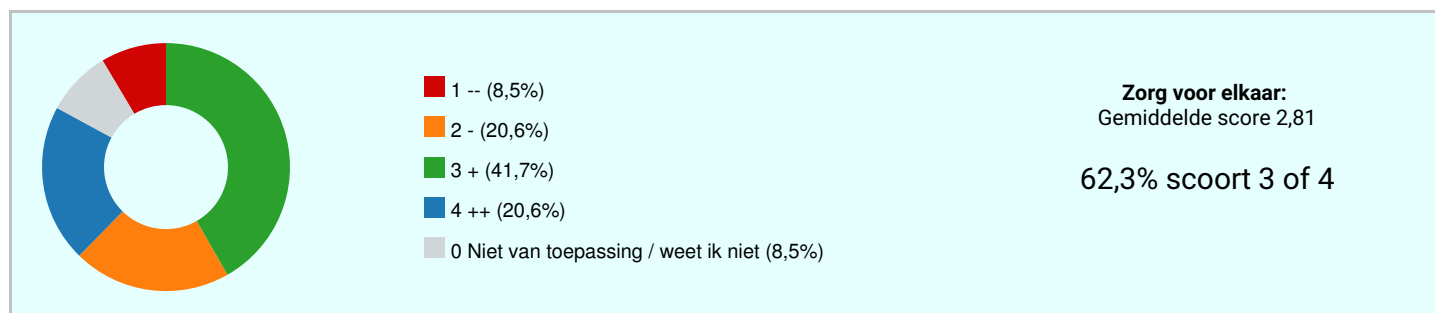 1 -- (8,5%)
2 - (20,6%)
3 + (41,7%)
4 ++ (20,6%)
0 Niet van toepassing / weet ik niet (8,5%)
Zorg voor elkaar:
Gemiddelde score 2,81
62,3% scoort 3 of 4